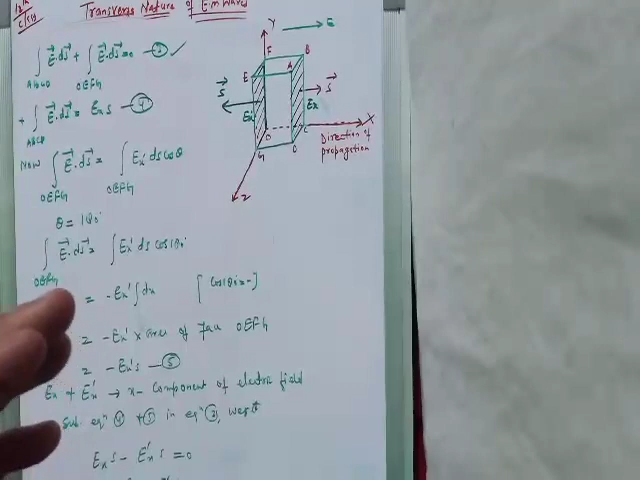 12th
Transverse Nature of E.m Waves
∫ E⃗.ds⃗ + ∫ E⃗.ds⃗ = 0 — ③ ✓
ABCD OEFG
+ ∫ E⃗.ds⃗ = Exs — ④
ABCD
Now ∫ E⃗.ds⃗ = ∫ Ex' ds cosθ
OEFG OEFG
θ = 180°
∫ E⃗.ds⃗ = ∫ Ex' ds cos180°
OEFG
= -Ex' ∫ds [cos180°=-1]
= -Ex' x area of face OEFG
= -Ex's — ⑤
Ex & Ex' → x- component of electric field
Sub. eqn ④ & ⑤ in eqn ③, we get
Exs - Ex's = 0
Y
E
F
B
E
A
S⃗
S⃗
Ex'
Ex
O
C
X
G
D
Direction of
propagation
Z